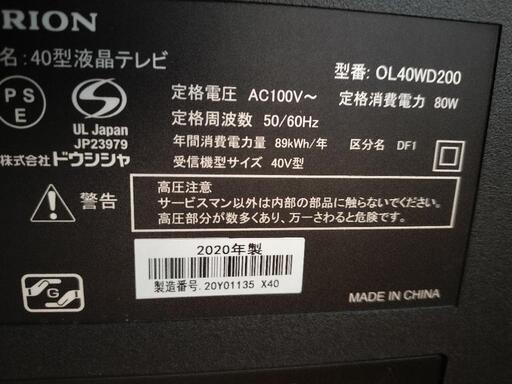 RION
名:40型液晶テレビ
型番: OL40WD200
P S E
S
UL Japan
JP23979
定格電圧 AC100V~ 定格消費電力 80W
定格周波数 50/60Hz
年間消費電力量 89kWh/年 区分名 DF1
受信機型サイズ 40V型
株式会社ドウシシャ
警告
高圧注意
サービスマン以外は内部の部品に触らないでください。
高圧部分が数多くあり、万一さわると危険です。
2020年製
製造番号. 20Y01135 X40
G
MADE IN CHINA